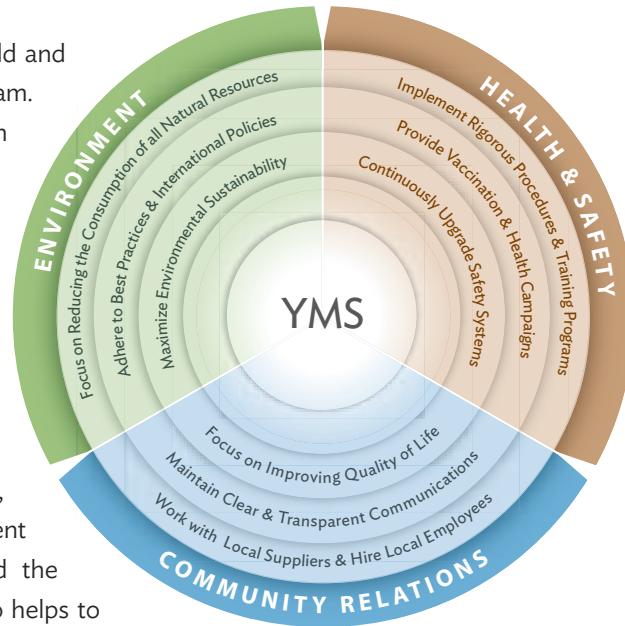 ld and
am.
n
ENVIRONMENT
Focus on Reducing the Consumption of all Natural Resources
Adhere to Best Practices & International Policies
Maximize Environmental Sustainability
HEALTH & SAFETY
Implement Rigorous Procedures & Training Programs
Provide Vaccination & Health Campaigns
Continuously Upgrade Safety Systems
YMS
Focus on Improving Quality of Life
Maintain Clear & Transparent Communications
Work with Local Suppliers & Hire Local Employees
COMMUNITY RELATIONS
,
ent
d the
o helps to